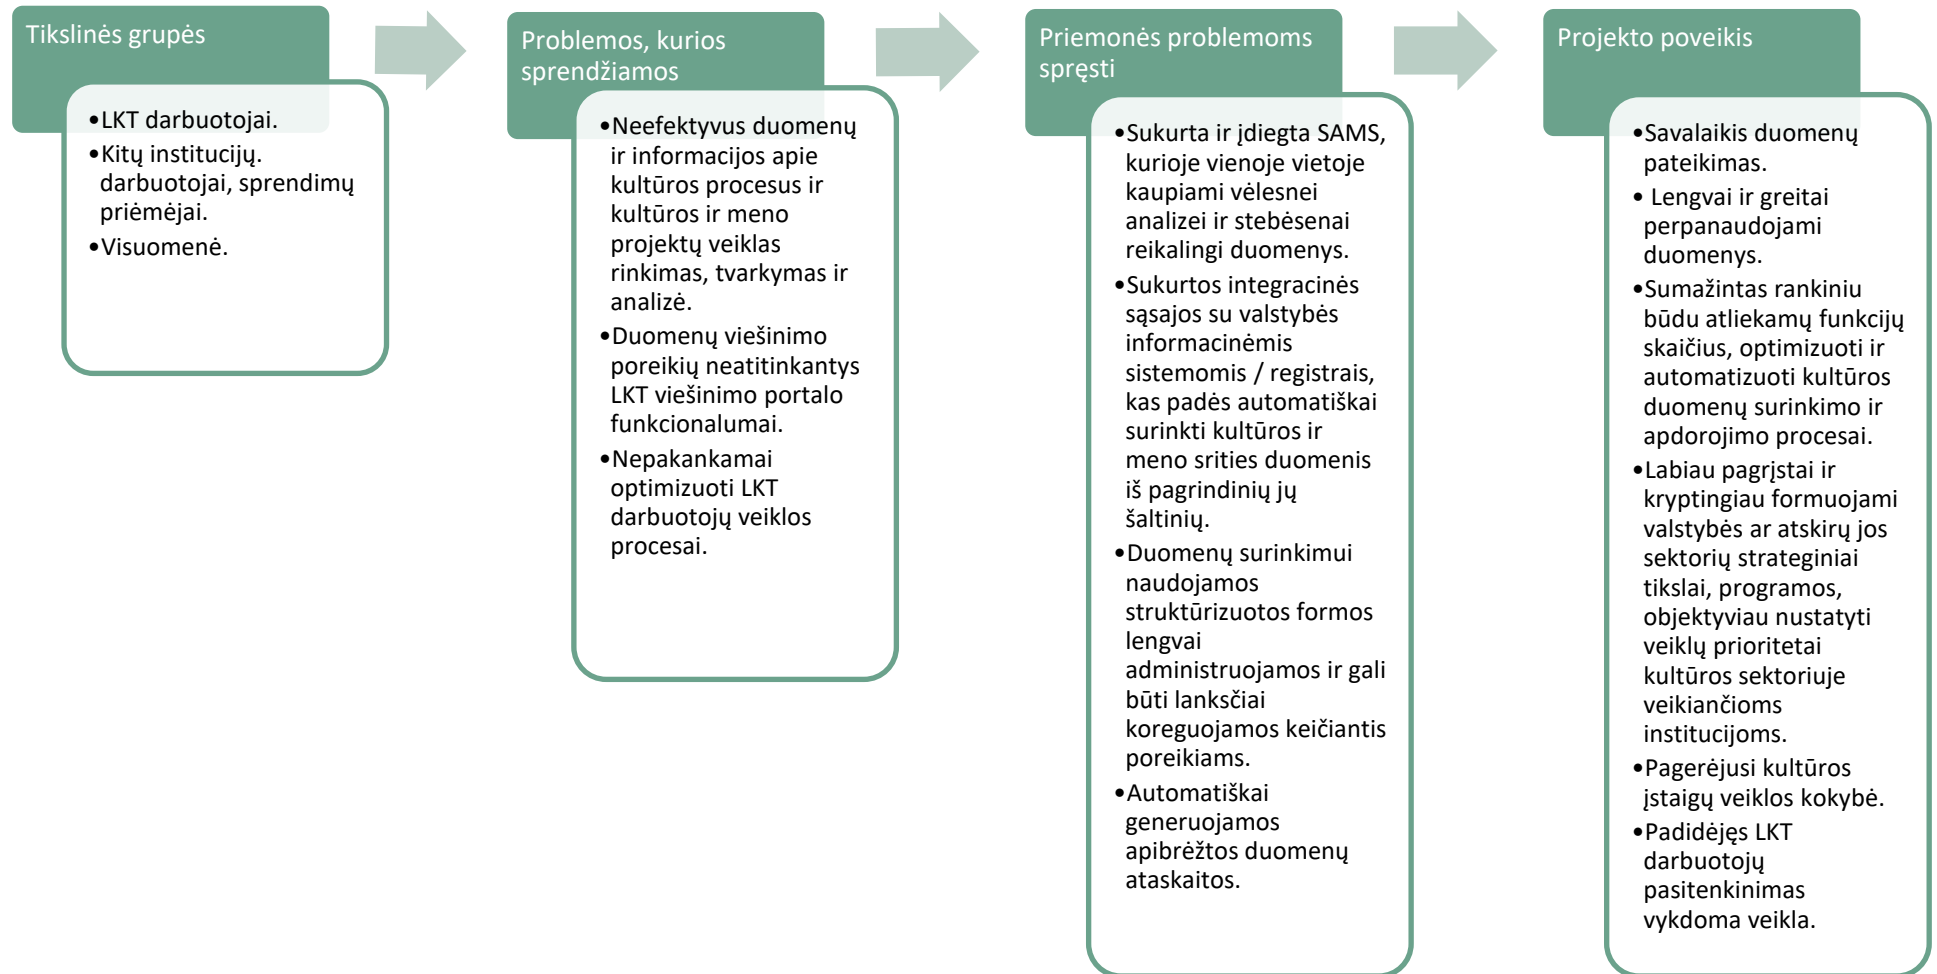 Tikslinės grupės
•LKT darbuotojai.
•Kitų institucijų.
darbuotojai, sprendimų
priėmėjai.
•Visuomenė.
Problemos, kurios
sprendžiamos
•Neefektyvus duomenų
ir informacijos apie
kultūros procesus ir
kultūros ir meno
projektų veiklas
rinkimas, tvarkymas ir
analizė.
•Duomenų viešinimo
poreikių neatitinkantys
LKT viešinimo portalo
funkcionalumai.
•Nepakankamai
optimizuoti LKT
darbuotojų veiklos
procesai.
Priemonės problemoms
spręsti
•Sukurta ir įdiegta SAMS,
kurioje vienoje vietoje
kaupiami vėlesnei
analizei ir stebėsenai
reikalingi duomenys.
•Sukurtos integracinės
sąsajos su valstybės
informacinėmis
sistemomis / registrais,
kas padės automatiškai
surinkti kultūros ir
meno srities duomenis
iš pagrindinių jų
šaltinių.
•Duomenų surinkimui
naudojamos
struktūrizuotos formos
lengvai
administruojamos ir gali
būti lanksčiai
koreguojamos keičiantis
poreikiams.
•Automatiškai
generuojamos
apibrėžtos duomenų
ataskaitos.
Projekto poveikis
•Savalaikis duomenų
pateikimas.
• Lengvai ir greitai
perpanaudojami
duomenys.
•Sumažintas rankiniu
būdu atliekamų funkcijų
skaičius, optimizuoti ir
automatizuoti kultūros
duomenų surinkimo ir
apdorojimo procesai.
•Labiau pagrįstai ir
kryptingiau formuojami
valstybės ar atskirų jos
sektorių strateginiai
tikslai, programos,
objektyviau nustatyti
veiklų prioritetai
kultūros sektoriuje
veikiančioms
institucijoms.
•Pagerėjusi kultūros
įstaigų veiklos kokybė.
•Padidėjęs LKT
darbuotojų
pasitenkinimas
vykdoma veikla.